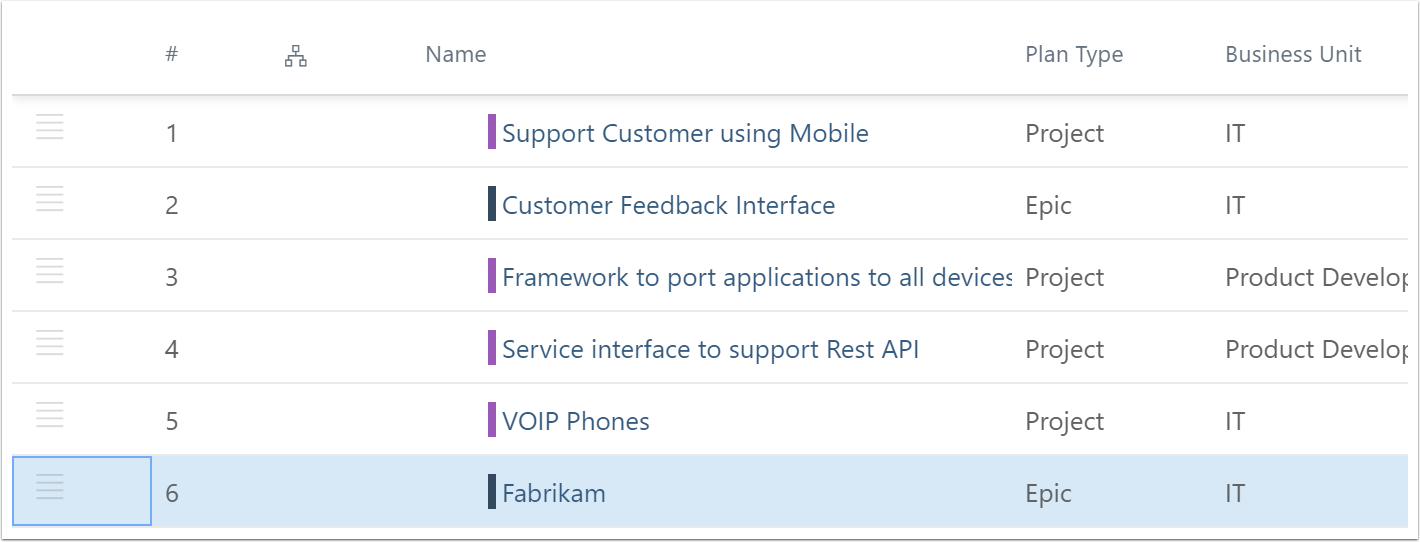 # Name Plan Type Business Unit
1 Support Customer using Mobile Project IT
2 Customer Feedback Interface Epic IT
3 Framework to port applications to all devices Project Product Develop
4 Service interface to support Rest API Project Product Develop
5 VOIP Phones Project IT
6 Fabrikam Epic IT